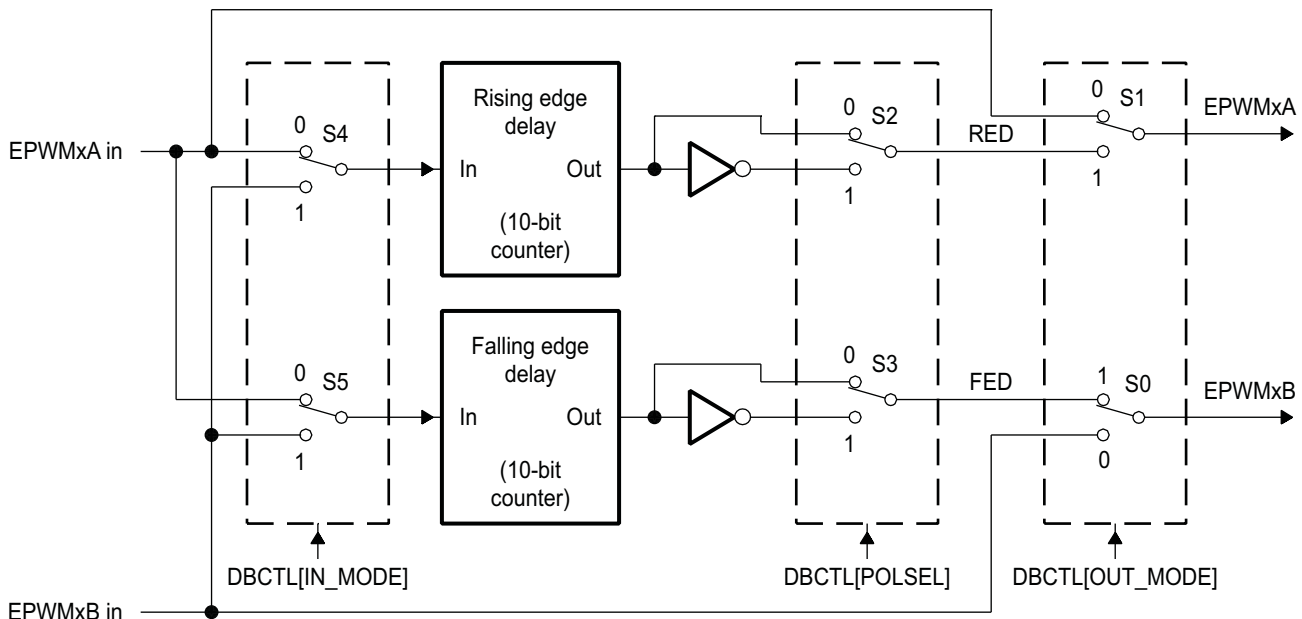 0
S1
EPWMxA
Rising edge
delay
0
S2
0
S4
RED
EPWMxA in
In
Out
1
1
1
(10-bit
counter)
Falling edge
delay
0
S3
0
S5
FED
1
S0
EPWMxB
In
Out
1
1
0
(10-bit
counter)
DBCTL[IN_MODE]
DBCTL[POLSEL]
DBCTL[OUT_MODE]
EPWMxB in